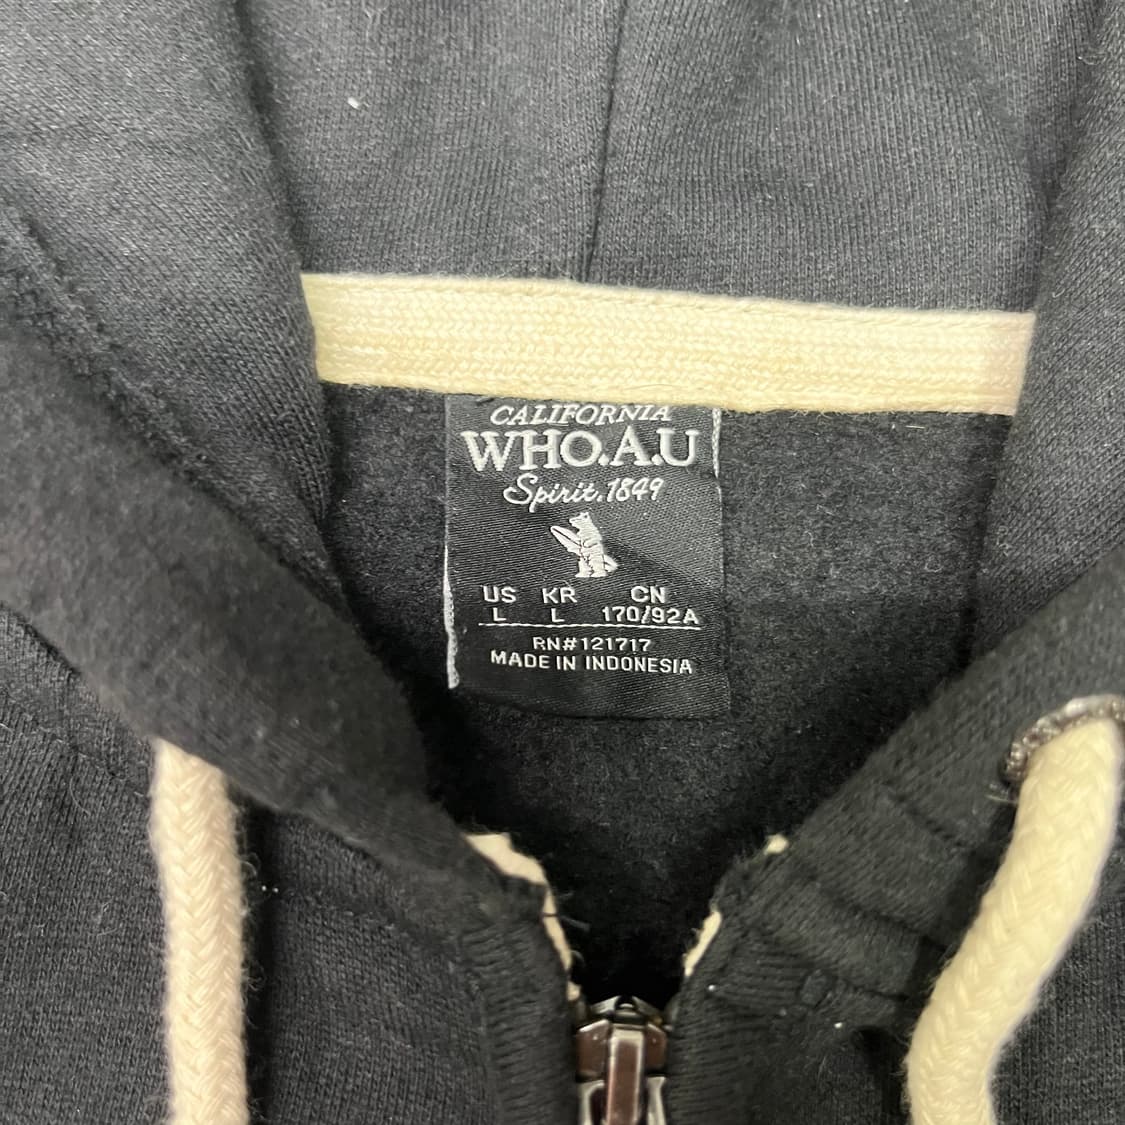 CALIFORNIA
WHO.A.U
Spirit.1849
US KR CN
L L 170/92A
RN#121717
MADE IN INDONESIA